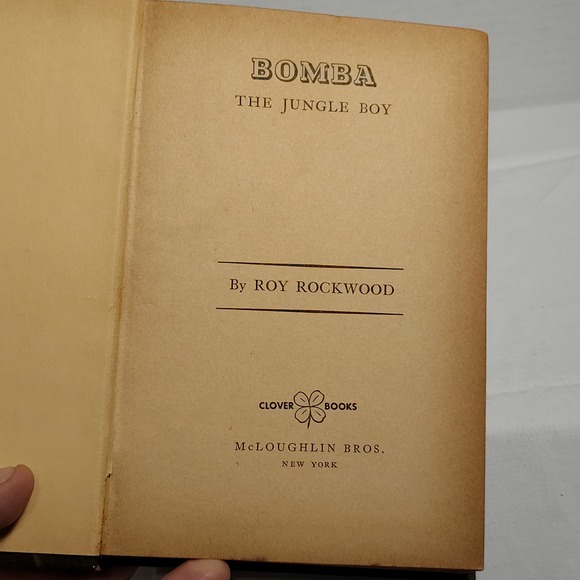 BOMBA
THE JUNGLE BOY
By ROY ROCKWOOD
CLOVER BOOKS
McLOUGHLIN BROS.
NEW YORK